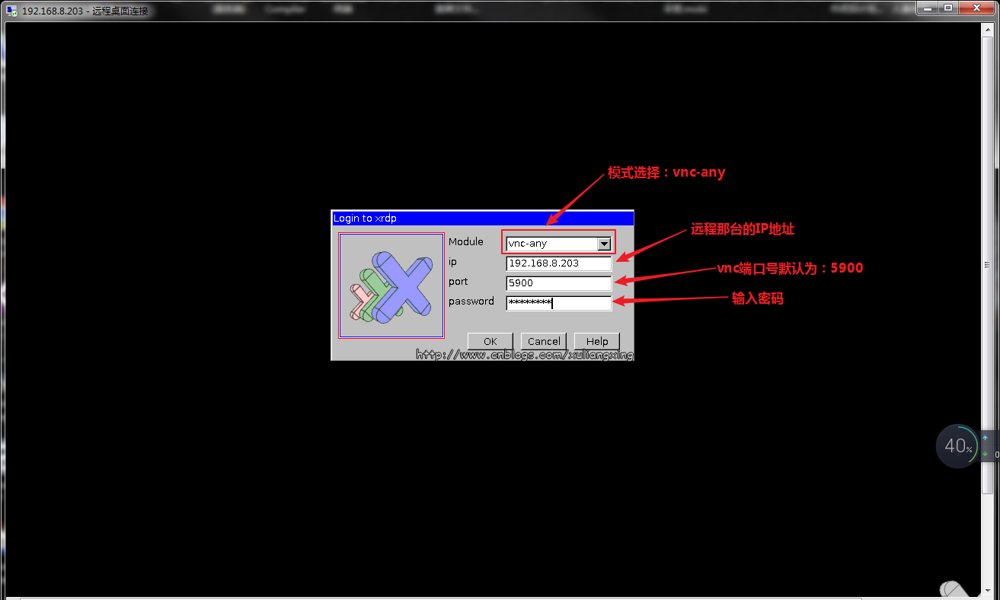 192.168.8.203 - 远程桌面连接
模式选择：vnc-any
Login to xrdp
远程那台的IP地址
Module
vnc-any
ip
192.168.8.203
vnc端口号默认为：5900
port
5900
password
********
输入密码
OK
Cancel
Help
http://www.cnblogs.com/xuliangxing
40%
0